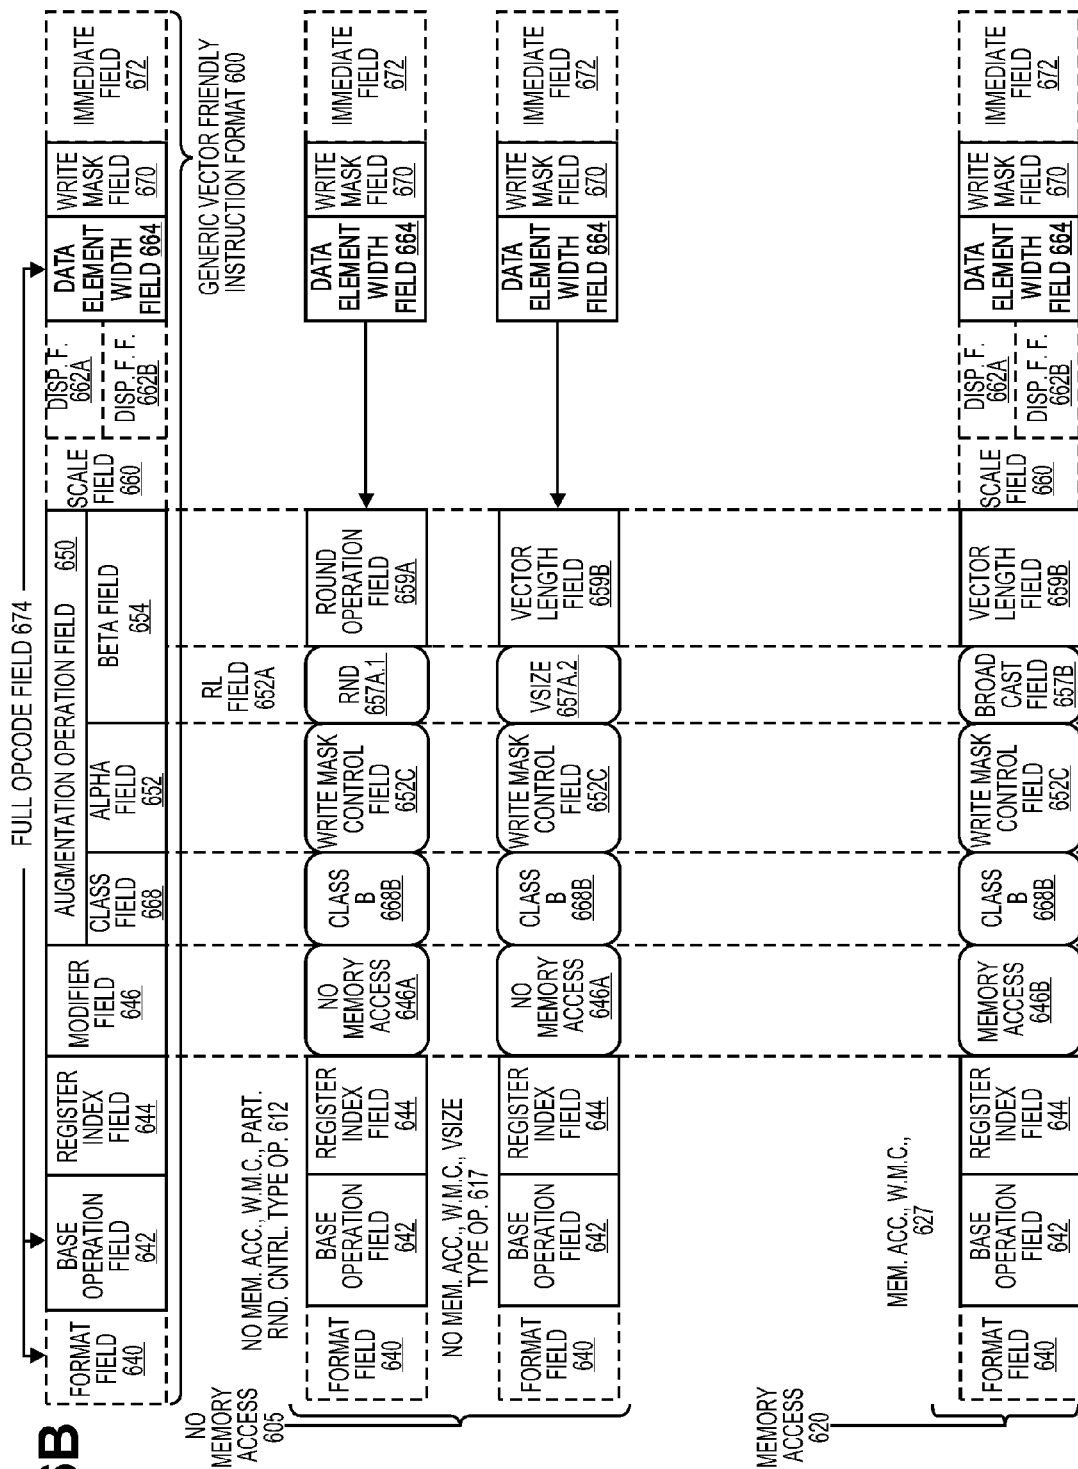 6B
FULL OPCODE FIELD 674
FORMAT
FIELD
640
BASE
OPERATION
FIELD
642
REGISTER
INDEX
FIELD
644
MODIFIER
FIELD
646
AUGMENTATION OPERATION FIELD 650
CLASS
FIELD
668
ALPHA
FIELD
652
BETA FIELD
654
SCALE
FIELD
660
DISP. F.
662A
DISP. F. F.
662B
DATA
ELEMENT
WIDTH
FIELD 664
WRITE
MASK
FIELD
670
IMMEDIATE
FIELD
672
GENERIC VECTOR FRIENDLY
INSTRUCTION FORMAT 600
NO
MEMORY
ACCESS
605
NO MEM. ACC., W.M.C., PART.
RND. CNTRL. TYPE OP. 612
RL
FIELD
652A
FORMAT
FIELD
640
BASE
OPERATION
FIELD
642
REGISTER
INDEX
FIELD
644
NO
MEMORY
ACCESS
646A
CLASS
B
668B
WRITE MASK
CONTROL
FIELD
652C
RND
657A.1
ROUND
OPERATION
FIELD
659A
DATA
ELEMENT
WIDTH
FIELD 664
WRITE
MASK
FIELD
670
IMMEDIATE
FIELD
672
NO MEM. ACC., W.M.C., VSIZE
TYPE OP. 617
FORMAT
FIELD
640
BASE
OPERATION
FIELD
642
REGISTER
INDEX
FIELD
644
NO
MEMORY
ACCESS
646A
CLASS
B
668B
WRITE MASK
CONTROL
FIELD
652C
VSIZE
657A.2
VECTOR
LENGTH
FIELD
659B
DATA
ELEMENT
WIDTH
FIELD 664
WRITE
MASK
FIELD
670
IMMEDIATE
FIELD
672
MEMORY
ACCESS
620
MEM. ACC., W.M.C.,
627
FORMAT
FIELD
640
BASE
OPERATION
FIELD
642
REGISTER
INDEX
FIELD
644
MEMORY
ACCESS
646B
CLASS
B
668B
WRITE MASK
CONTROL
FIELD
652C
BROAD
CAST
FIELD
657B
VECTOR
LENGTH
FIELD
659B
SCALE
FIELD
660
DISP. F.
662A
DISP. F. F.
662B
DATA
ELEMENT
WIDTH
FIELD 664
WRITE
MASK
FIELD
670
IMMEDIATE
FIELD
672